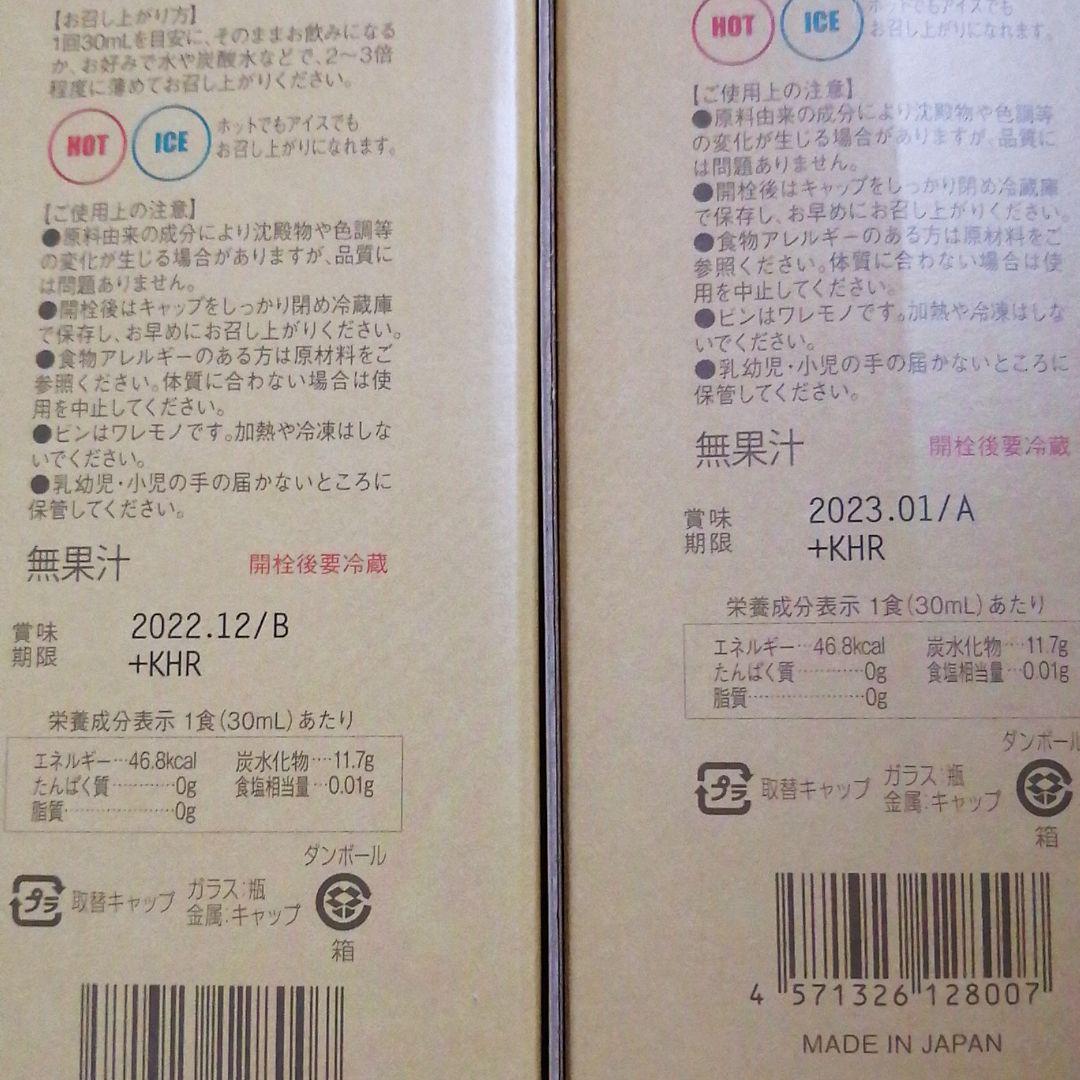 【お召し上がり方】
1回30mLを目安に、そのままお飲みになる
か、お好みで水や炭酸水などで、2〜3倍
程度に薄めてお召し上がりください。
HOT ICE
ホットでもアイスでも
お召し上がりになれます。
【ご使用上の注意】
●原料由来の成分により沈殿物や色調等
の変化が生じる場合がありますが、品質に
は問題ありません。
●開栓後はキャップをしっかり閉め冷蔵庫
で保存し、お早めにお召し上がりください。
●食物アレルギーのある方は原材料をご
参照ください。体質に合わない場合は使
用を中止してください。
●ビンはワレモノです。加熱や冷凍はしな
いでください。
●乳幼児・小児の手の届かないところに
保管してください。
無果汁 開栓後要冷蔵
賞味
期限
2022.12/B
+KHR
栄養成分表示 1食(30mL)あたり
エネルギー…46.8kcal 炭水化物…11.7g
たんぱく質…0g 食塩相当量…0.01g
脂質…0g
ダンボール
プラ 取替キャップ ガラス:瓶
金属:キャップ
箱
HOT ICE
ホットでもアイスでも
お召し上がりになれます。
【ご使用上の注意】
●原料由来の成分により沈殿物や色調等
の変化が生じる場合がありますが、品質に
は問題ありません。
●開栓後はキャップをしっかり閉め冷蔵庫
で保存し、お早めにお召し上がりください。
●食物アレルギーのある方は原材料をご
参照ください。体質に合わない場合は使
用を中止してください。
●ビンはワレモノです。加熱や冷凍はしな
いでください。
●乳幼児・小児の手の届かないところに
保管してください。
無果汁 開栓後要冷蔵
賞味
期限
2023.01/A
+KHR
栄養成分表示 1食(30mL)あたり
エネルギー…46.8kcal 炭水化物…11.7g
たんぱく質…0g 食塩相当量…0.01g
脂質…0g
ダンボール
プラ 取替キャップ ガラス:瓶
金属:キャップ
箱
4 571326 128007
MADE IN JAPAN